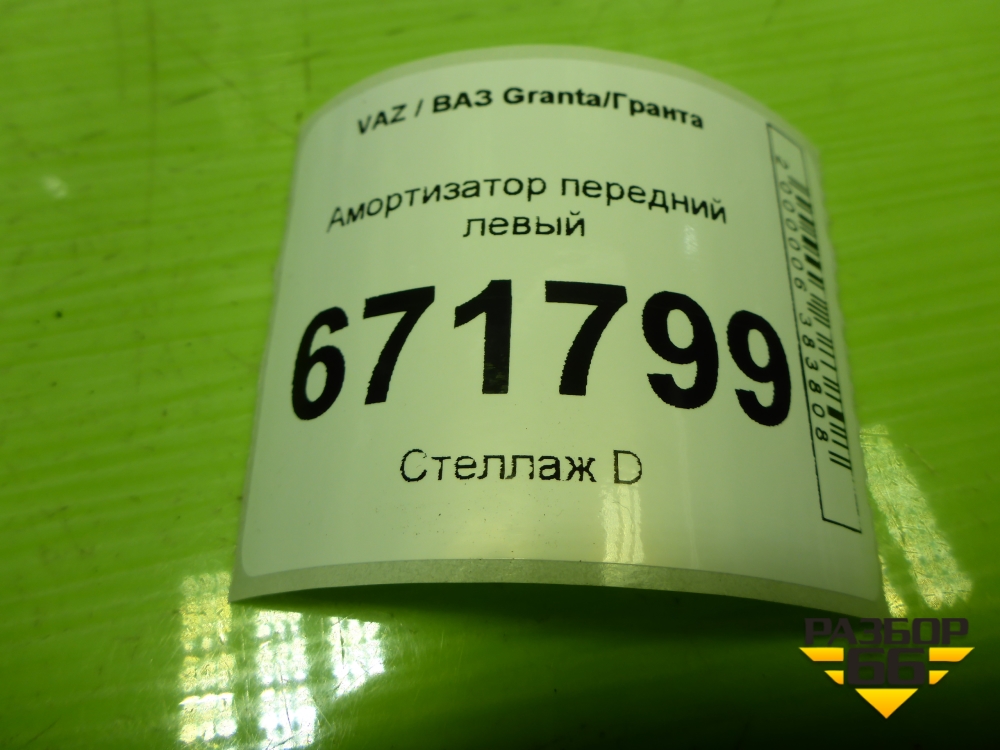 VAZ / ВАЗ Granta/Гранта
Амортизатор передний
левый
671799
Стеллаж D
2000006383808
РАЗБОР
66